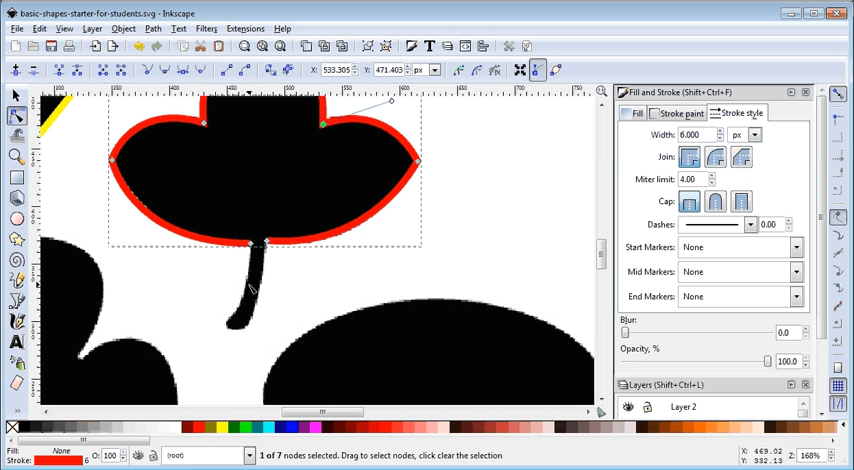 basic-shapes-starter-for-students.svg - Inkscape
File Edit View Layer Object Path Text Filters Extensions Help
X: 533.305 Y: 471.403 px
Fill and Stroke (Shift+Ctrl+F)
Fill Stroke paint Stroke style
Width: 6.000 px
Join:
Miter limit: 4.00
Cap:
Dashes: 0.00
Start Markers: None
Mid Markers: None
End Markers: None
Blur:
0.0
Opacity, %
100.0
Layers (Shift+Ctrl+L)
Layer 2
Fill: None
Stroke: 6
O: 100
(root)
1 of 7 nodes selected. Drag to select nodes, click clear the selection
X: 469.02
Y: 332.13
Z: 168%